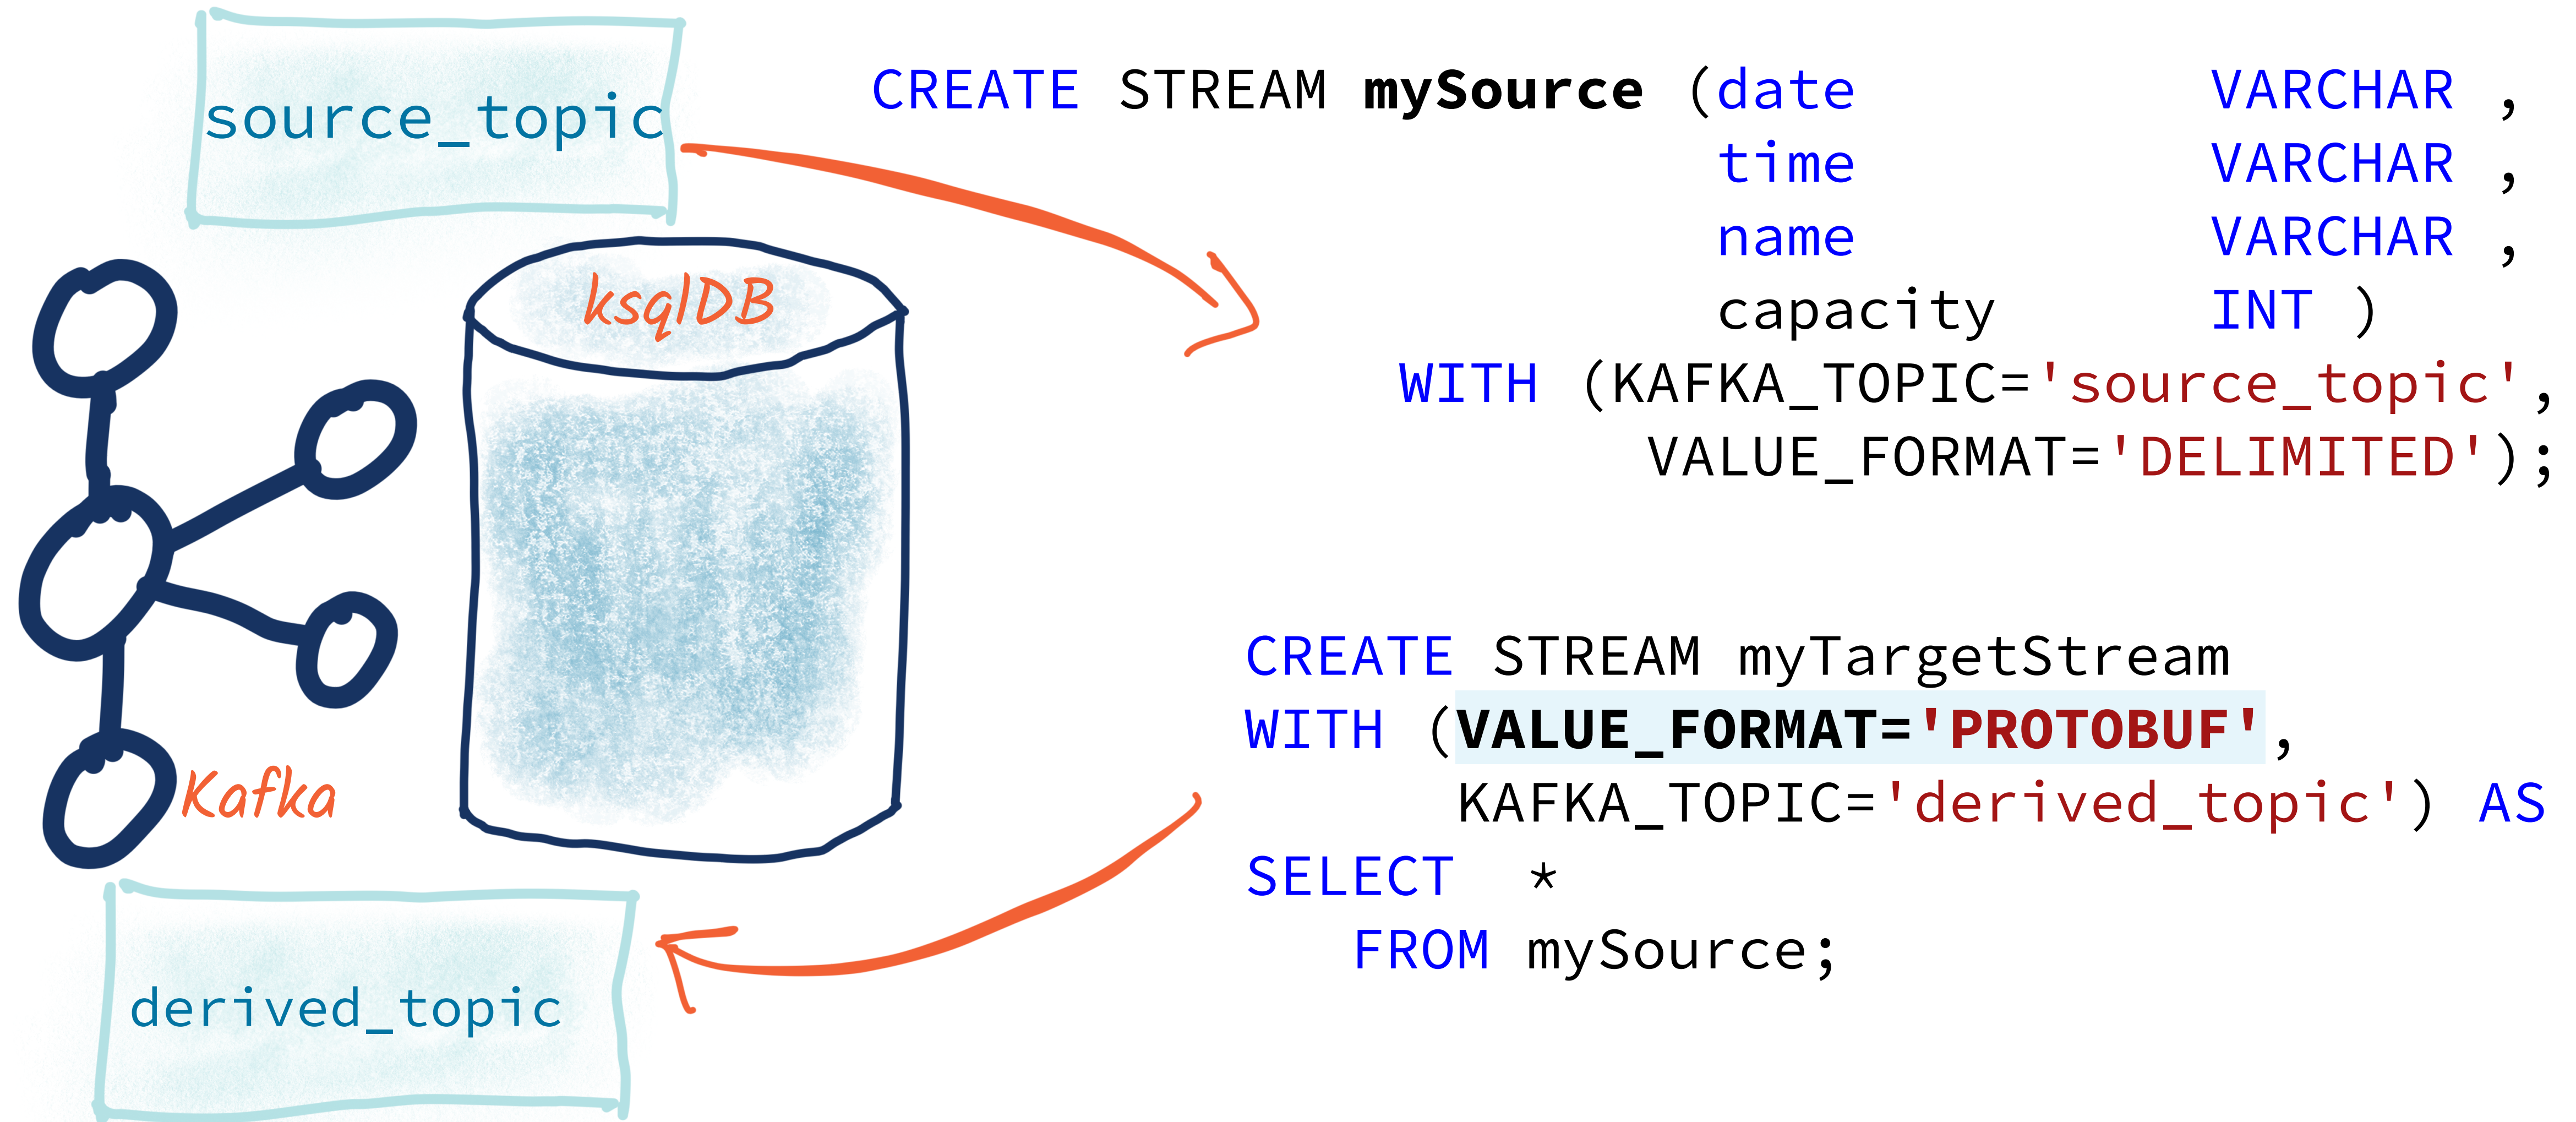 source_topic
ksqlDB
Kafka
derived_topic
CREATE STREAM mySource (date VARCHAR ,
time VARCHAR ,
name VARCHAR ,
capacity INT )
WITH (KAFKA_TOPIC='source_topic',
VALUE_FORMAT='DELIMITED');
CREATE STREAM myTargetStream
WITH (VALUE_FORMAT='PROTOBUF',
KAFKA_TOPIC='derived_topic') AS
SELECT *
FROM mySource;